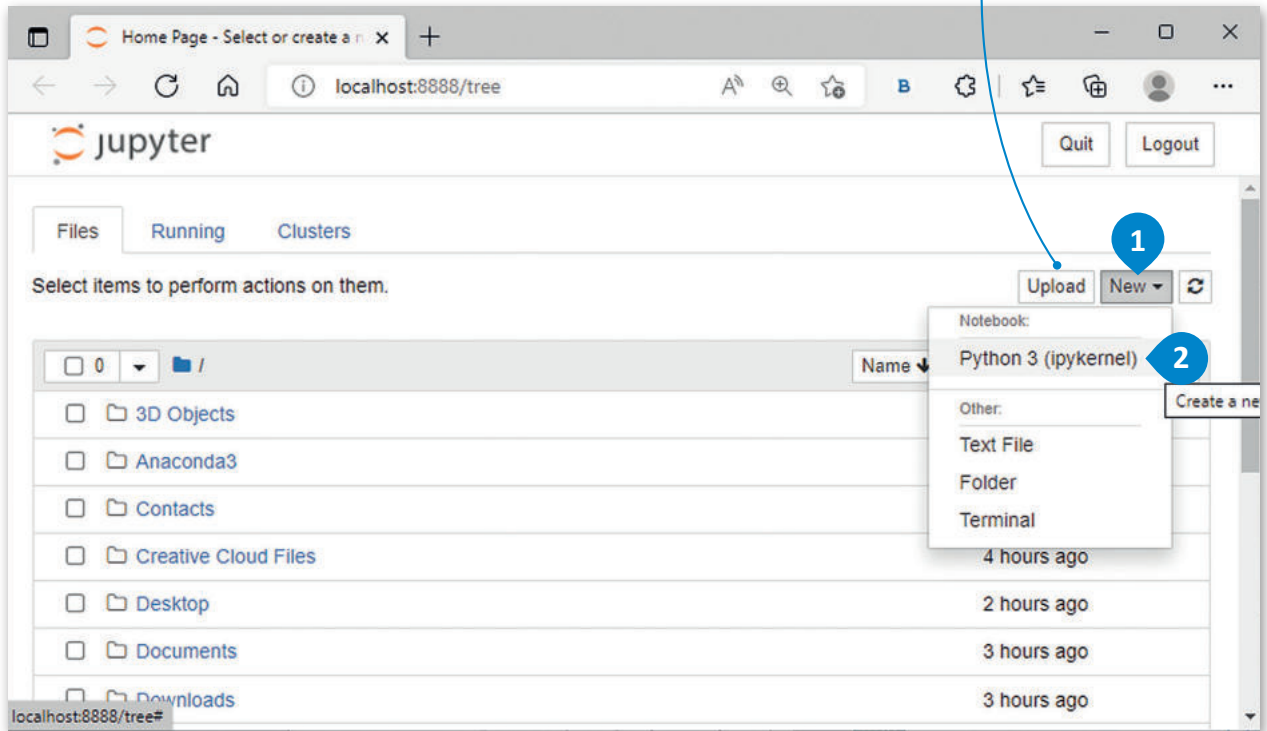 Home Page - Select or create a n
localhost:8888/tree
B
jupyter
Quit
Logout
Files
Running
Clusters
1
Select items to perform actions on them.
Upload
New
Notebook:
0
/
Name
Python 3 (ipykernel)
2
Create a ne
3D Objects
Other:
Anaconda3
Text File
Contacts
Folder
Terminal
Creative Cloud Files
4 hours ago
Desktop
2 hours ago
Documents
3 hours ago
Downloads
3 hours ago
localhost:8888/tree#